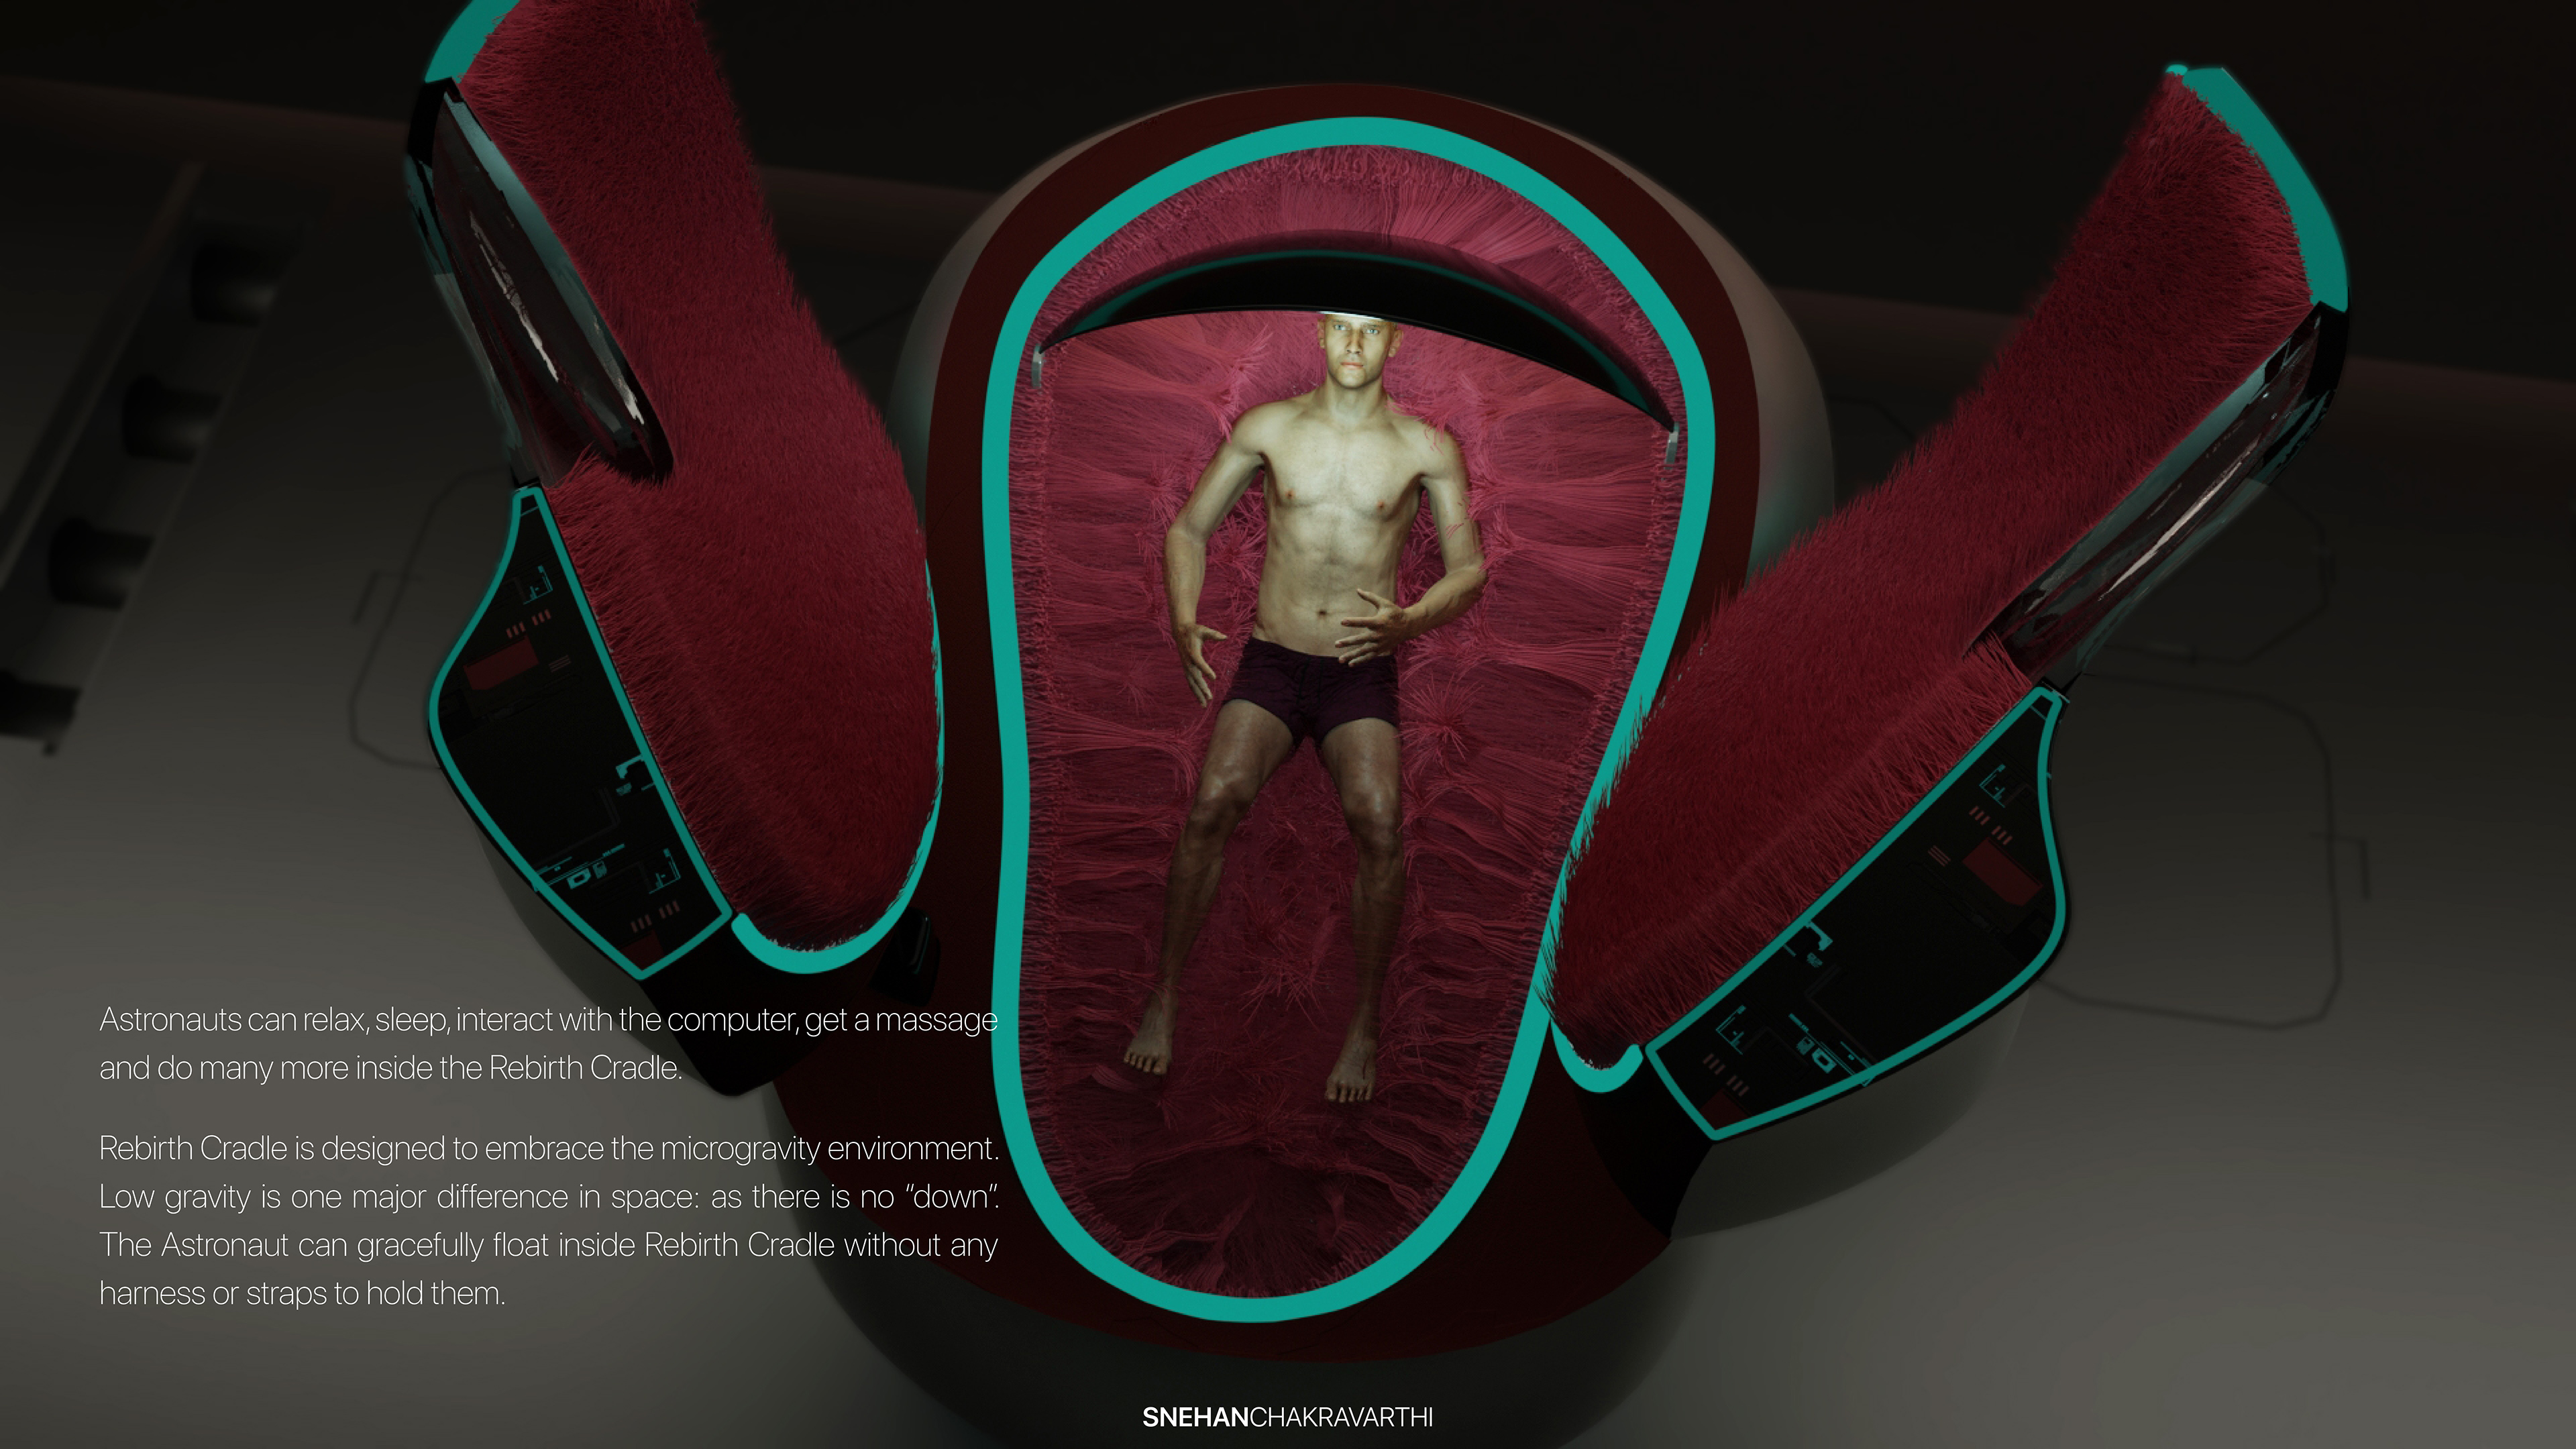 Astronauts can relax, sleep, interact with the computer, get a massage
and do many more inside the Rebirth Cradle.
Rebirth Cradle is designed to embrace the microgravity environment.
Low gravity is one major difference in space: as there is no “down”.
The Astronaut can gracefully float inside Rebirth Cradle without any
harness or straps to hold them.
SNEHANCHAKRAVARTHI